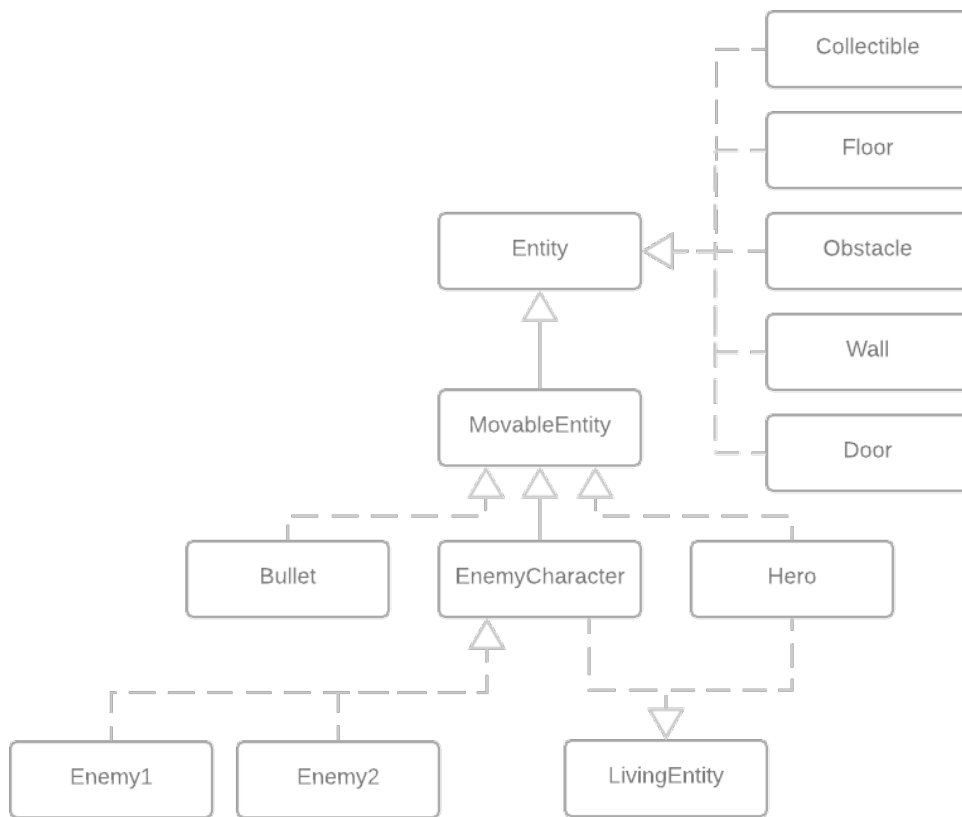 Collectible
Floor
Entity
Obstacle
Wall
MovableEntity
Door
Bullet
EnemyCharacter
Hero
Enemy1
Enemy2
LivingEntity